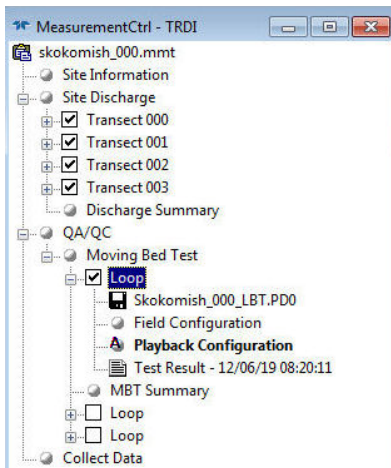 MeasurementCtrl - TRDI
skokomish_000.mmt
Site Information
Site Discharge
Transect 000
Transect 001
Transect 002
Transect 003
Discharge Summary
QA/QC
Moving Bed Test
Loop
Skokomish_000_LBT.PD0
Field Configuration
Playback Configuration
Test Result - 12/06/19 08:20:11
MBT Summary
Loop
Loop
Collect Data